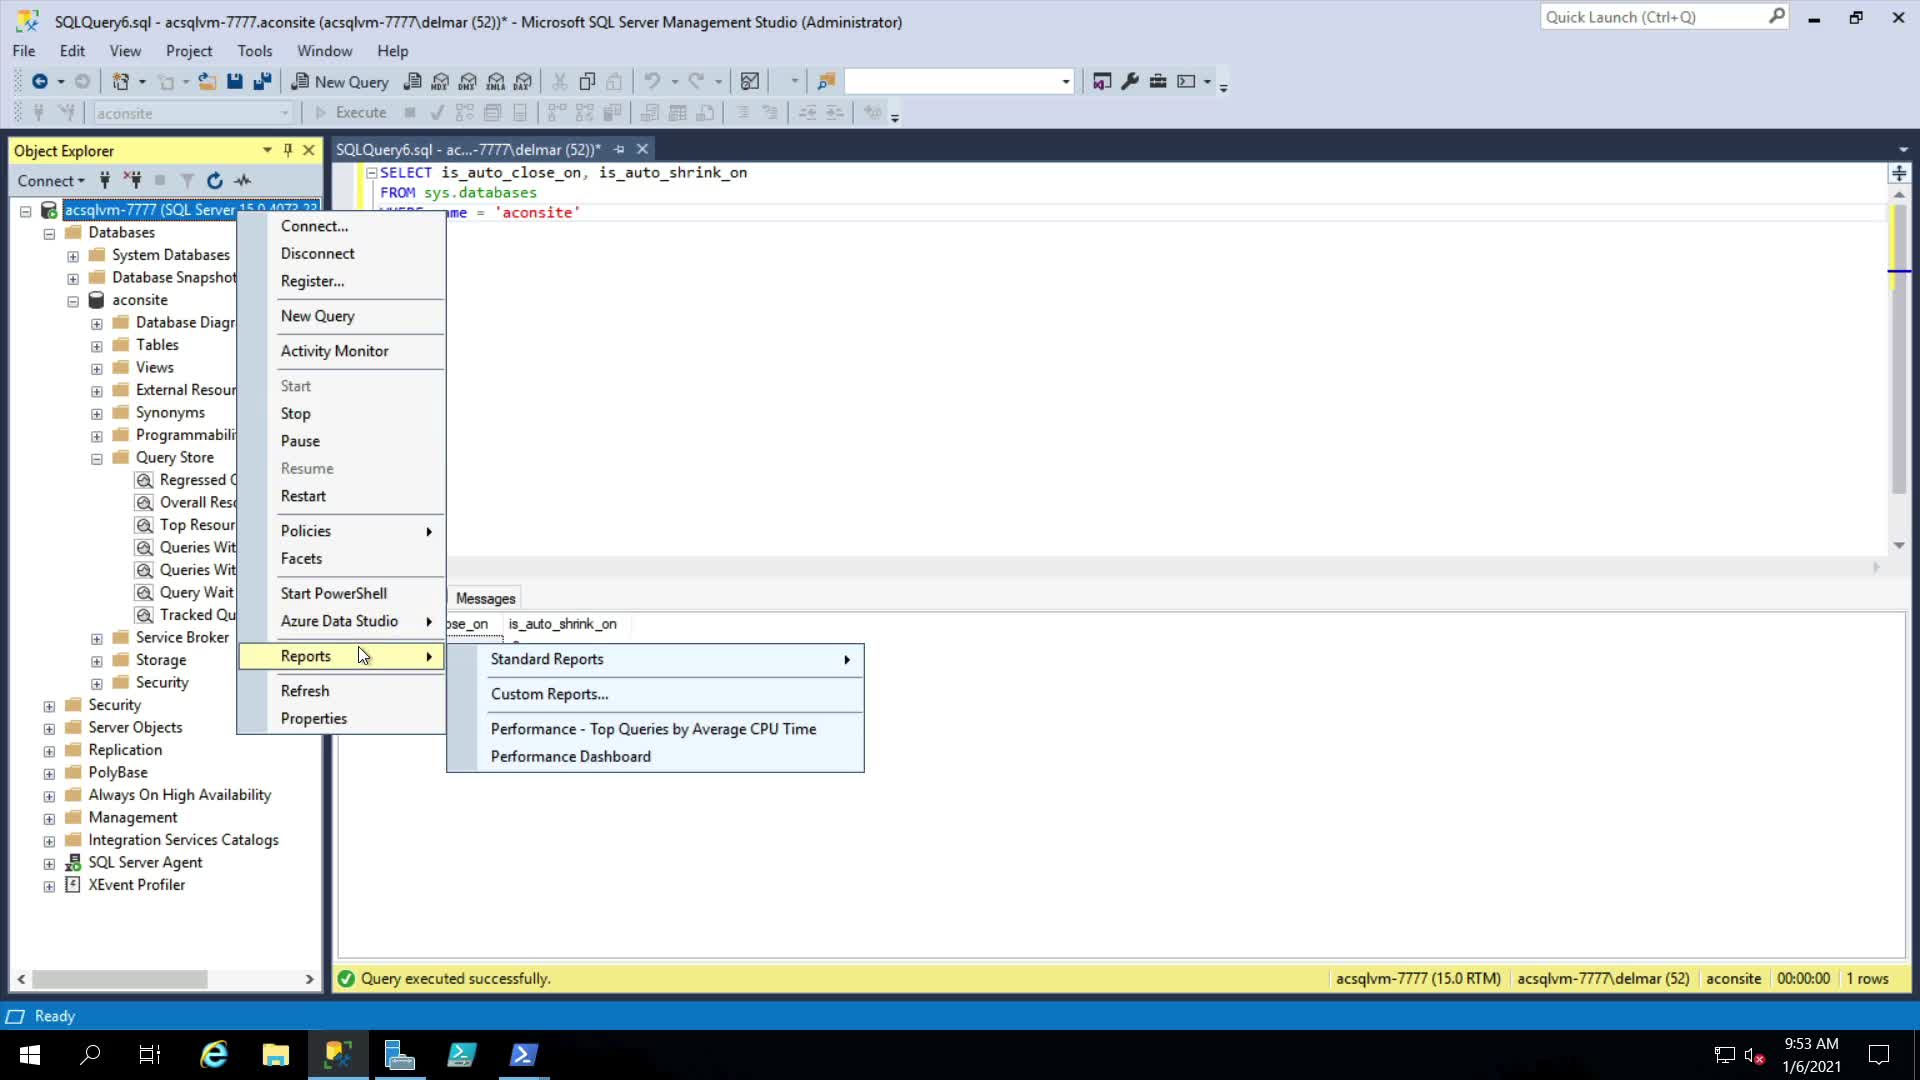 SQLQuery6.sql - acsqlvm-7777.aconsite (acsqlvm-7777\delmar (52))* - Microsoft SQL Server Management Studio (Administrator)
Quick Launch (Ctrl+Q)
File Edit View Project Tools Window Help
New Query MDX DMX XMLA DAX
aconsite Execute
Object Explorer
SQLQuery6.sql - ac...-7777\delmar (52))*
Connect
SELECT is_auto_close_on, is_auto_shrink_on
FROM sys.databases
me = 'aconsite'
acsqlvm-7777 (SQL Server
Databases
System Databases
Database Snapshot
aconsite
Database Diagr
Tables
Views
External Resour
Synonyms
Programmabili
Query Store
Regressed
Overall Reso
Top Resour
Queries Wit
Queries Wit
Query Wait
Tracked Qu
Service Broker
Storage
Security
Security
Server Objects
Replication
PolyBase
Always On High Availability
Management
Integration Services Catalogs
SQL Server Agent
XEvent Profiler
Connect...
Disconnect
Register...
New Query
Activity Monitor
Start
Stop
Pause
Resume
Restart
Policies
Facets
Start PowerShell
Azure Data Studio
Reports
Refresh
Properties
Standard Reports
Custom Reports...
Performance - Top Queries by Average CPU Time
Performance Dashboard
Messages
ose_on is_auto_shrink_on
Query executed successfully.
acsqlvm-7777 (15.0 RTM) acsqlvm-7777\delmar (52) aconsite 00:00:00 1 rows
Ready
9:53 AM
1/6/2021